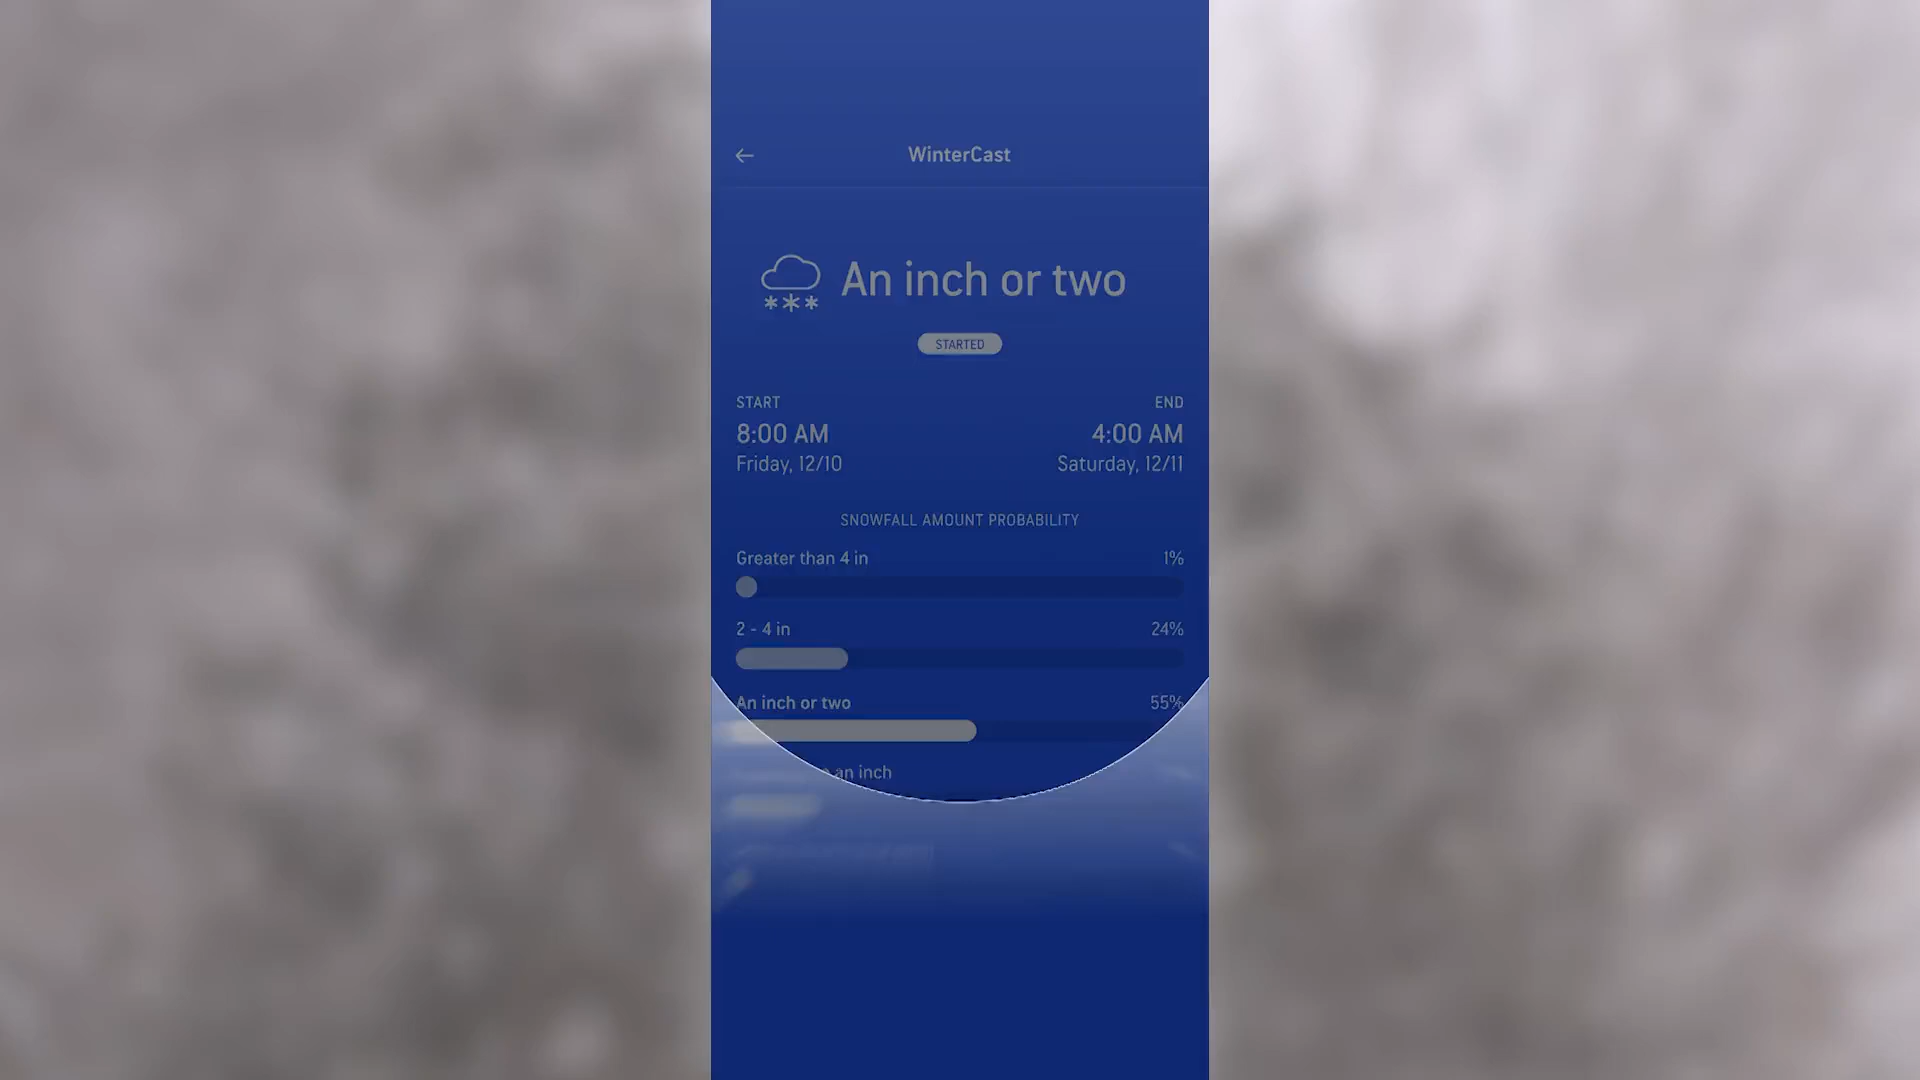 WinterCast
An inch or two
STARTED
START
END
8:00 AM
4:00 AM
Friday, 12/10
Saturday, 12/11
SNOWFALL AMOUNT PROBABILITY
Greater than 4 in
1%
2 - 4 in
24%
An inch or two
55%
an inch